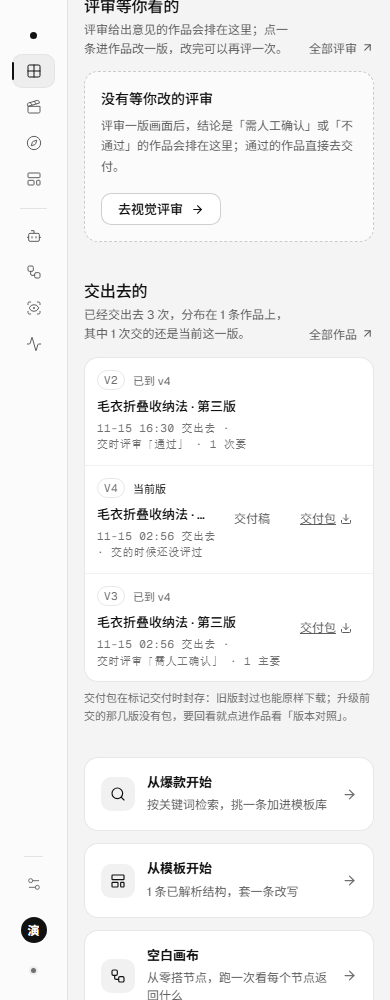 评审等你看的
评审给出意见的作品会排在这里；点一
条进作品改一版，改完可以再评一次。
全部评审
没有等你改的评审
评审一版画面后，结论是「需人工确认」或「不
通过」的作品会排在这里；通过的作品直接去交
付。
去视觉评审
交出去的
已经交出去 3 次，分布在 1 条作品上，
其中 1 次交的还是当前这一版。
全部作品
V2 已到 v4
毛衣折叠收纳法 · 第三版
11-15 16:30 交出去 ·
交时评审「通过」 · 1 次要
V4 当前版
毛衣折叠收纳法 · ...
交付稿
交付包
11-15 02:56 交出去
· 交的时候还没评过
V3 已到 v4
毛衣折叠收纳法 · 第三版
交付包
11-15 02:56 交出去 ·
交时评审「需人工确认」 · 1 主要
交付包在标记交付时封存：旧版封过也能原样下载；升级前
交的那几版没有包，要回看就点进作品看「版本对照」。
从爆款开始
按关键词检索，挑一条加进模板库
从模板开始
1 条已解析结构，套一条改写
空白画布
从零搭节点，跑一次看每个节点返
回什么
演